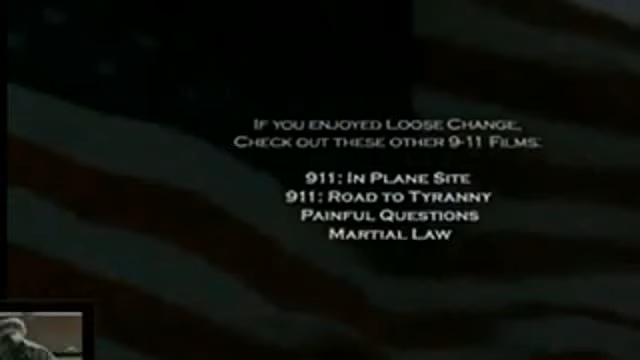 If you enjoyed Loose Change,
Check out these other 9-11 Films:
911: In Plane Site
911: Road to Tyranny
Painful Questions
Martial Law